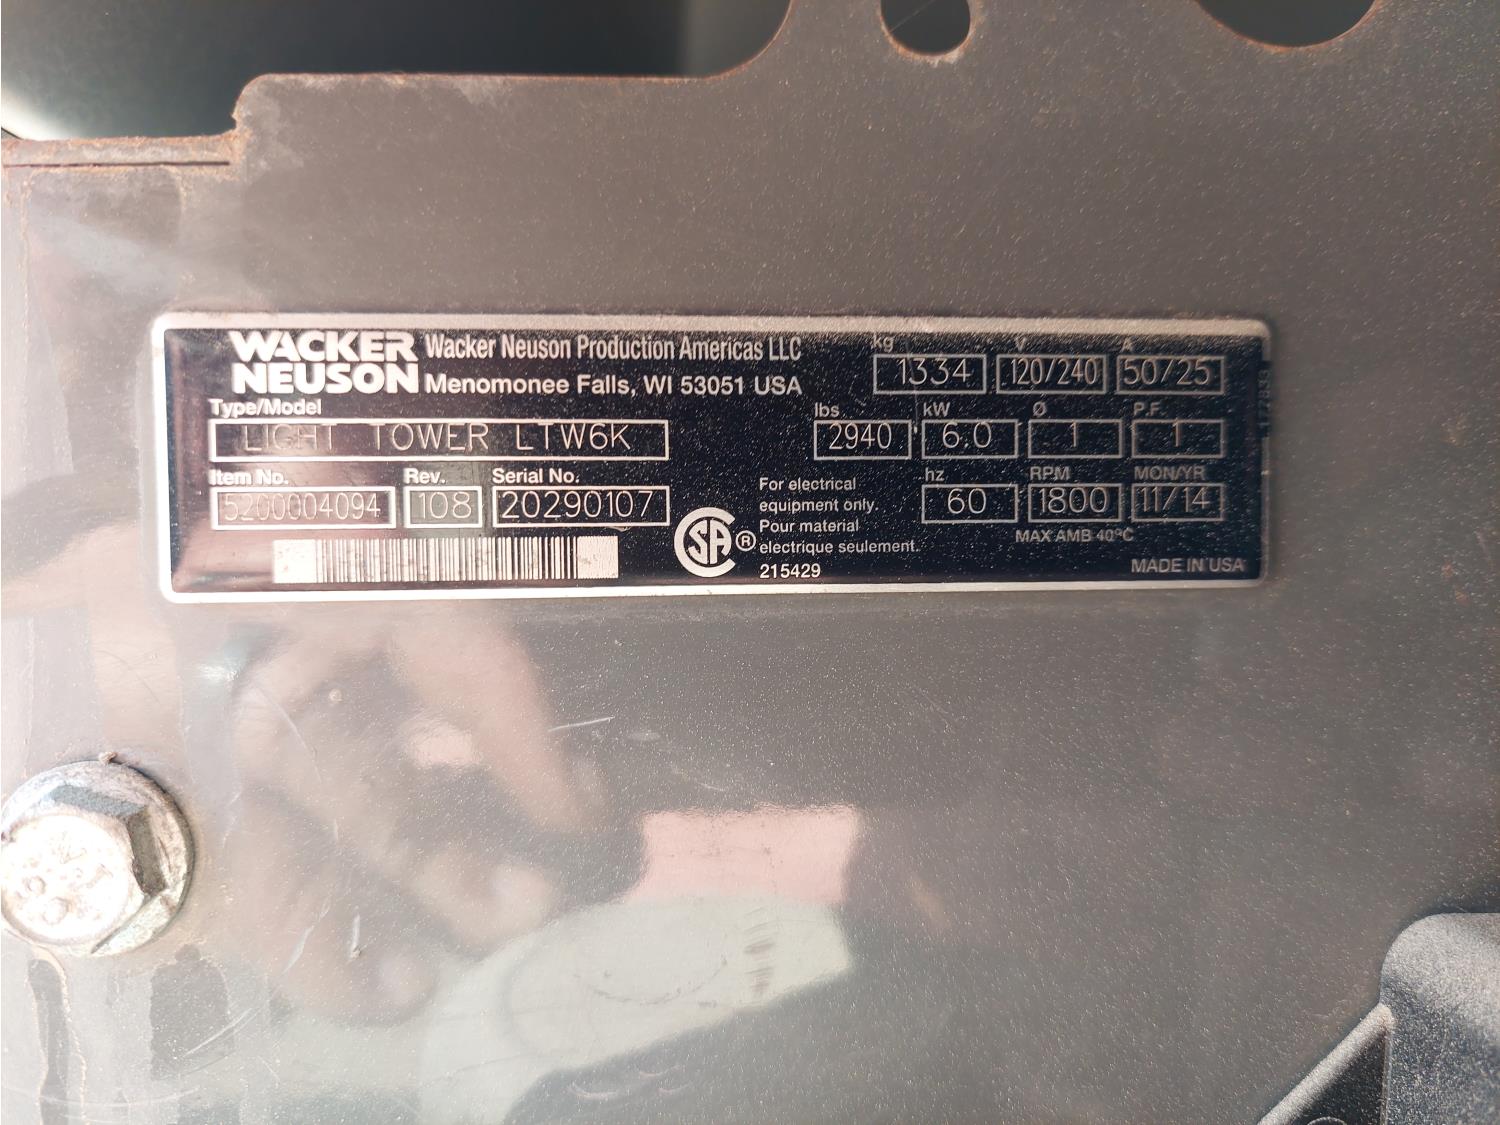 WACKER NEUSON
Wacker Neuson Production Americas LLC
Menomonee Falls, WI 53051 USA
Type/Model
LIGHT TOWER LTW6K
Item No. Rev. Serial No.
5200004094 108 20290107
kg V A
1334 120/240 50/25
lbs kW Ø P.F.
2940 6.0 1 1
hz RPM MON/YR
60 1800 11/14
MAX AMB 40°C
For electrical
equipment only.
Pour material
electrique seulement.
215429
SA ®
MADE IN USA